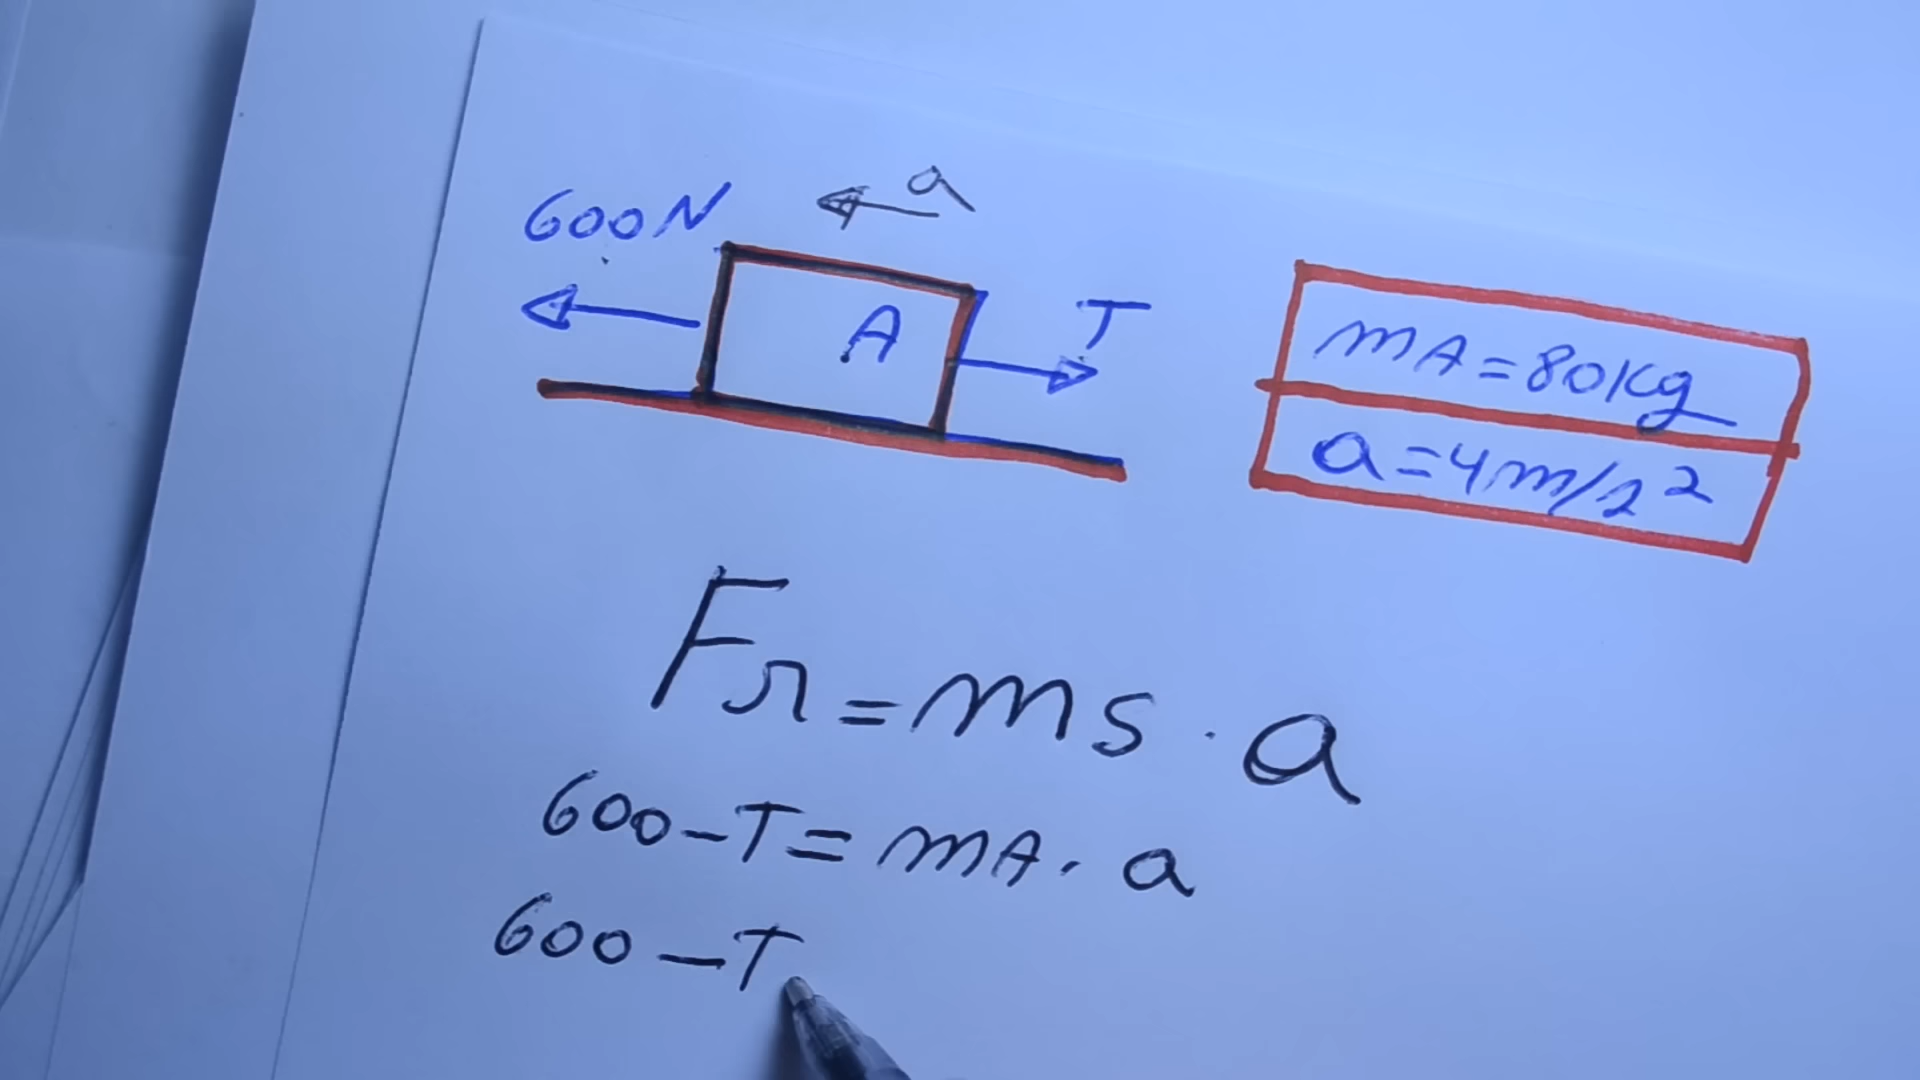 600N
a
A
T
mA=80Kg
a=4m/s²
Fr=ms.a
600-T=mA.a
600-T